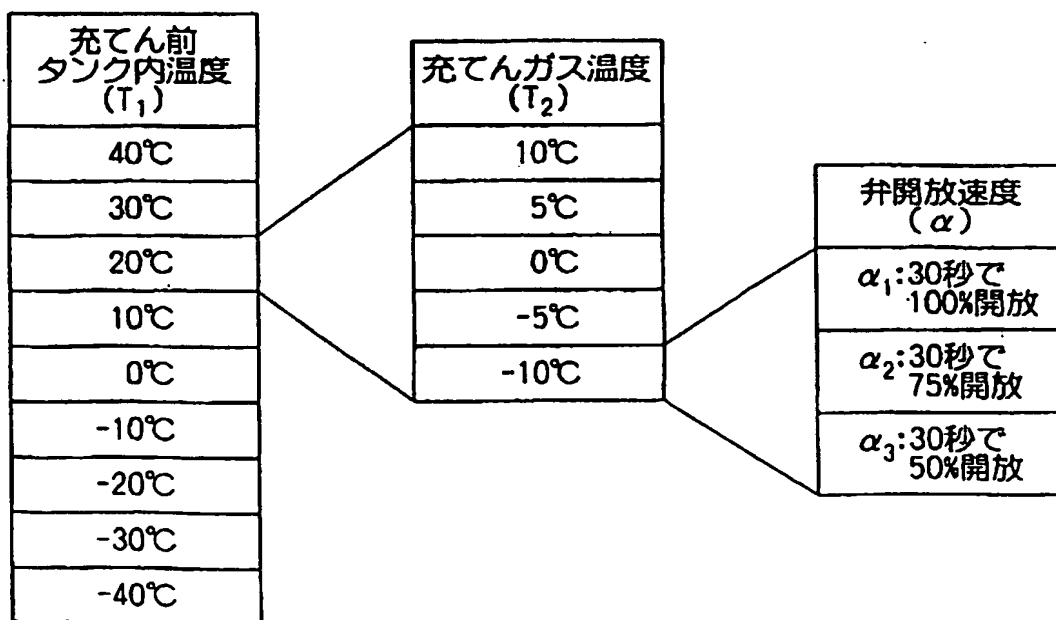 充てん前
タンク内温度
(T₁)
40℃
30℃
20℃
10℃
0℃
-10℃
-20℃
-30℃
-40℃
充てんガス温度
(T₂)
10℃
5℃
0℃
-5℃
-10℃
弁開放速度
(α)
α₁:30秒で
100%開放
α₂:30秒で
75%開放
α₃:30秒で
50%開放